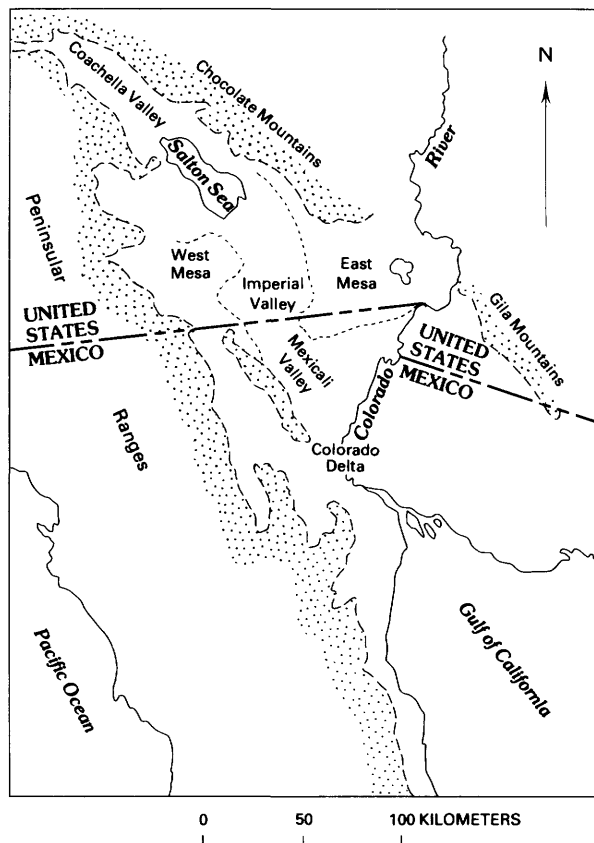 Coachella Valley
Chocolate Mountains
N
River
Salton Sea
Peninsular
West
Mesa
Imperial
Valley
East
Mesa
Gila Mountains
UNITED
STATES
MEXICO
UNITED
STATES
MEXICO
Mexicali
Valley
Colorado
Ranges
Colorado
Delta
Pacific Ocean
Gulf of California
0 50 100 KILOMETERS